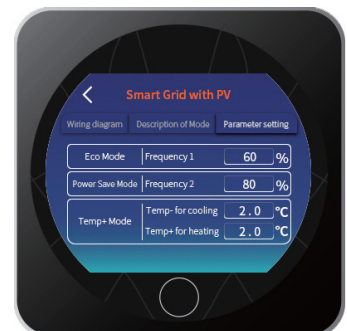 Smart Grid with PV
Wiring diagram Description of Mode Parameter setting
Eco Mode Frequency 1 60 %
Power Save Mode Frequency 2 80 %
Temp+ Mode Temp- for cooling 2.0 °C
Temp+ for heating 2.0 °C